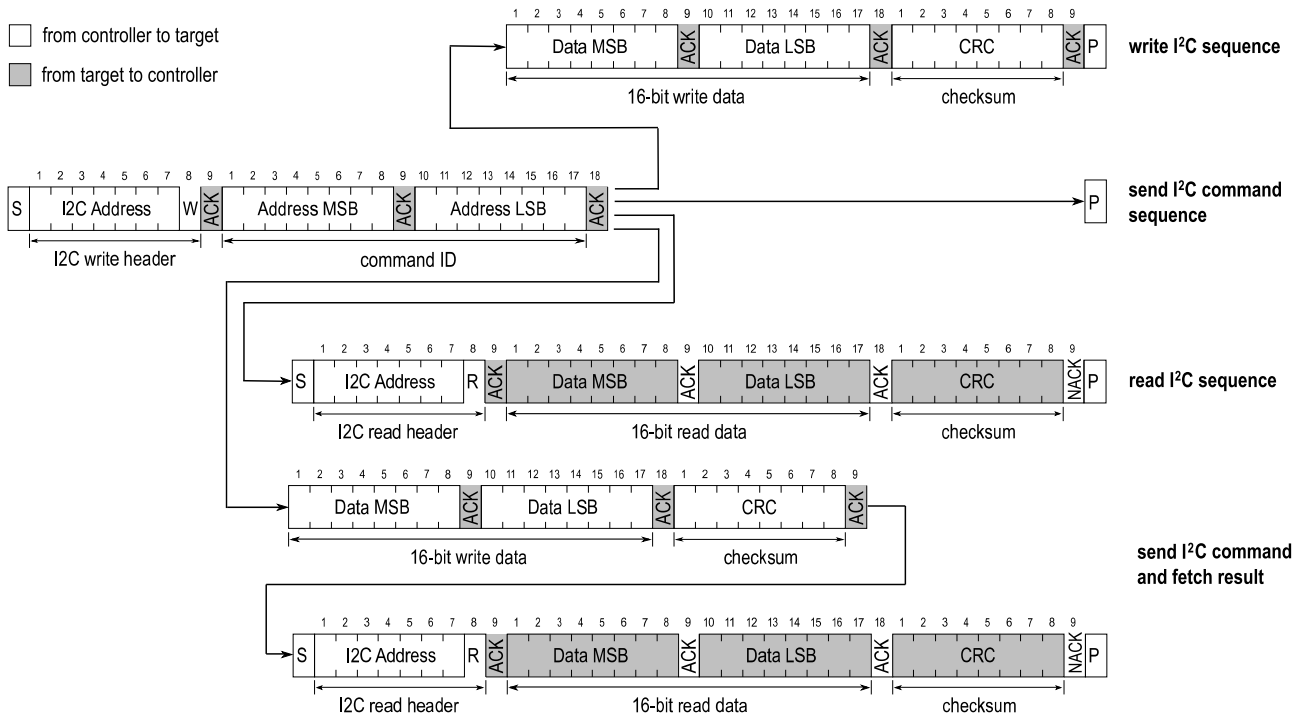 from controller to target
from target to controller
1 2 3 4 5 6 7 8 9 10 11 12 13 14 15 16 17 18 1 2 3 4 5 6 7 8 9
Data MSB ACK Data LSB ACK CRC ACK P
write I²C sequence
16-bit write data checksum
1 2 3 4 5 6 7 8 9 1 2 3 4 5 6 7 8 9 10 11 12 13 14 15 16 17 18
S I2C Address W ACK Address MSB ACK Address LSB ACK
P
send I²C command
sequence
I2C write header command ID
1 2 3 4 5 6 7 8 9 1 2 3 4 5 6 7 8 9 10 11 12 13 14 15 16 17 18 1 2 3 4 5 6 7 8 9
S I2C Address R ACK Data MSB ACK Data LSB ACK CRC NACK P
read I²C sequence
I2C read header 16-bit read data checksum
1 2 3 4 5 6 7 8 9 10 11 12 13 14 15 16 17 18 1 2 3 4 5 6 7 8 9
Data MSB ACK Data LSB ACK CRC ACK
16-bit write data checksum
send I²C command
and fetch result
1 2 3 4 5 6 7 8 9 1 2 3 4 5 6 7 8 9 10 11 12 13 14 15 16 17 18 1 2 3 4 5 6 7 8 9
S I2C Address R ACK Data MSB ACK Data LSB ACK CRC NACK P
I2C read header 16-bit read data checksum